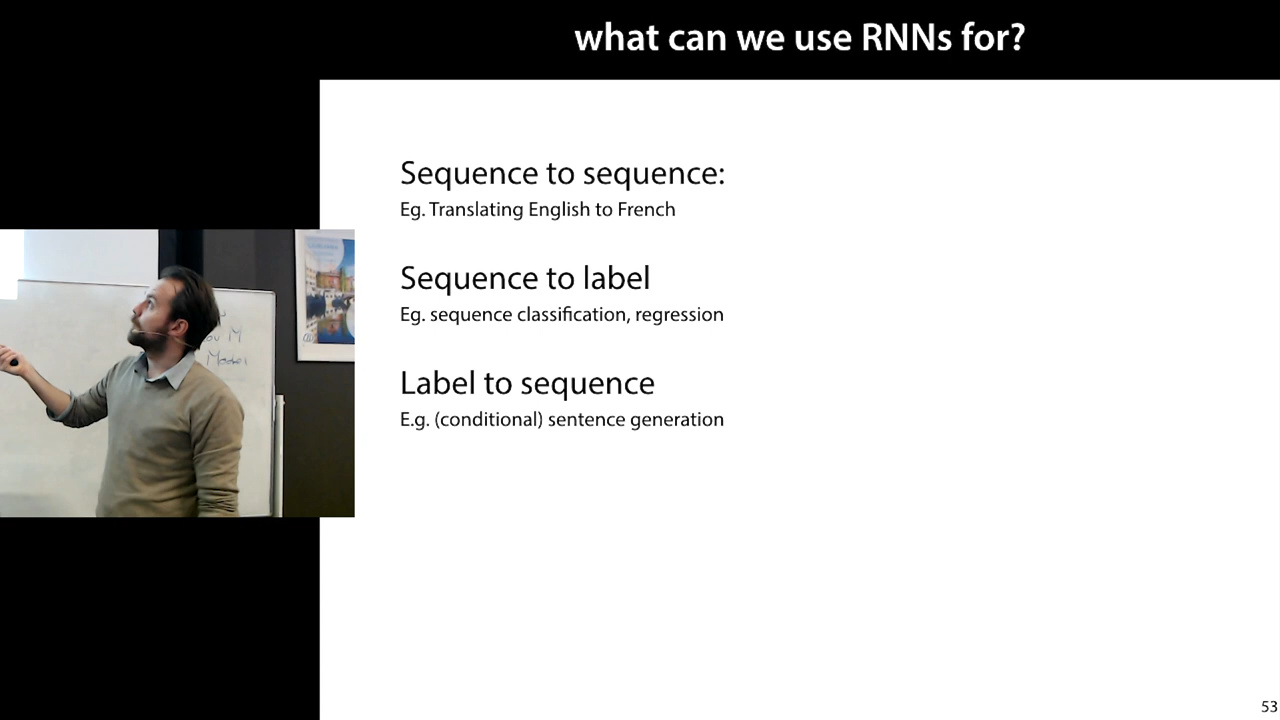 what can we use RNNs for?
Sequence to sequence:
Eg. Translating English to French
Sequence to label
Eg. sequence classification, regression
Label to sequence
E.g. (conditional) sentence generation
M
Model
53